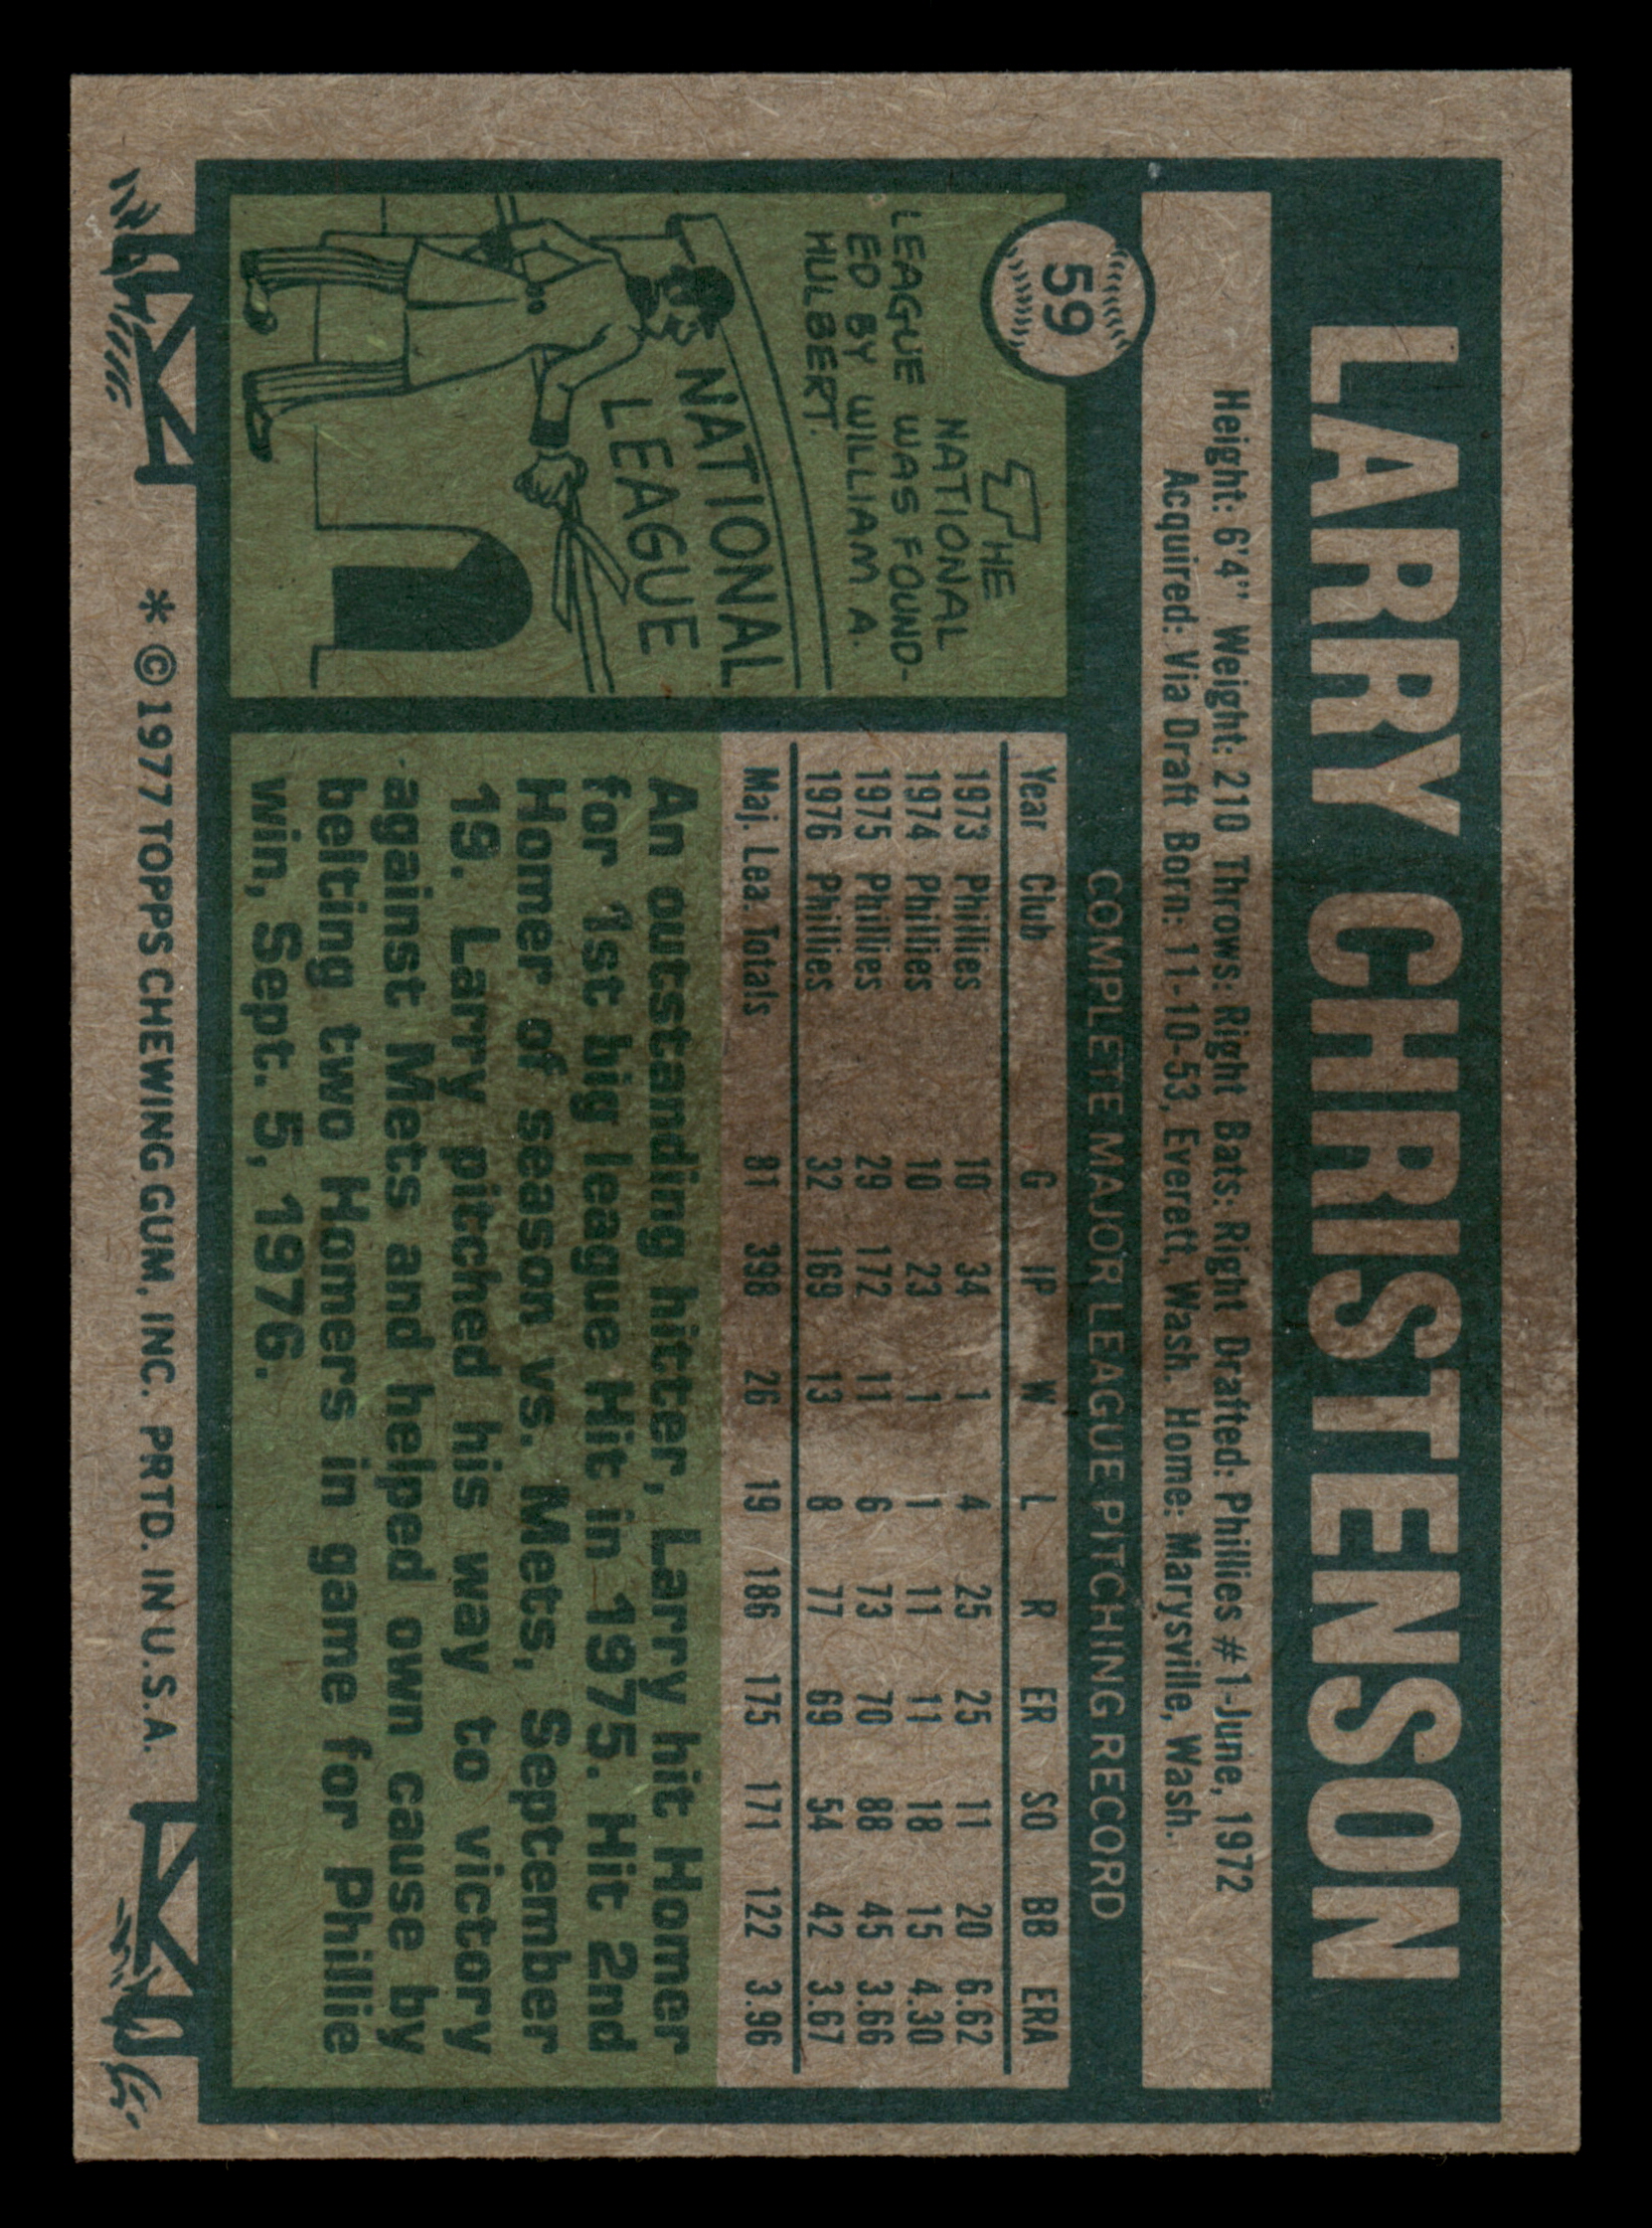 LARRY CHRISTENSON
Height: 6'4" Weight: 210 Throws: Right Bats: Right Drafted: Phillies #1-June, 1972
Acquired: Via Draft Born: 11-10-53, Everett, Wash. Home: Marysville, Wash.
59
COMPLETE MAJOR LEAGUE PITCHING RECORD
THE
NATIONAL
LEAGUE WAS FOUND-
ED BY WILLIAM A.
HULBERT.
NATIONAL
LEAGUE
Year Club G IP W L R ER SO BB ERA
1973 Phillies 10 34 1 4 25 25 11 20 6.62
1974 Phillies 10 23 1 1 11 11 18 15 4.30
1975 Phillies 29 172 11 6 73 70 88 45 3.66
1976 Phillies 32 169 13 8 77 69 54 42 3.67
Maj. Lea. Totals 81 398 26 19 186 175 171 122 3.96
An outstanding hitter, Larry hit Homer
for 1st big league Hit in 1975. Hit 2nd
Homer of season vs. Mets, September
19. Larry pitched his way to victory
against Mets and helped own cause by
belting two Homers in game for Phillie
win, Sept. 5, 1976.
* © 1977 TOPPS CHEWING GUM, INC. PRTD. IN U.S.A.